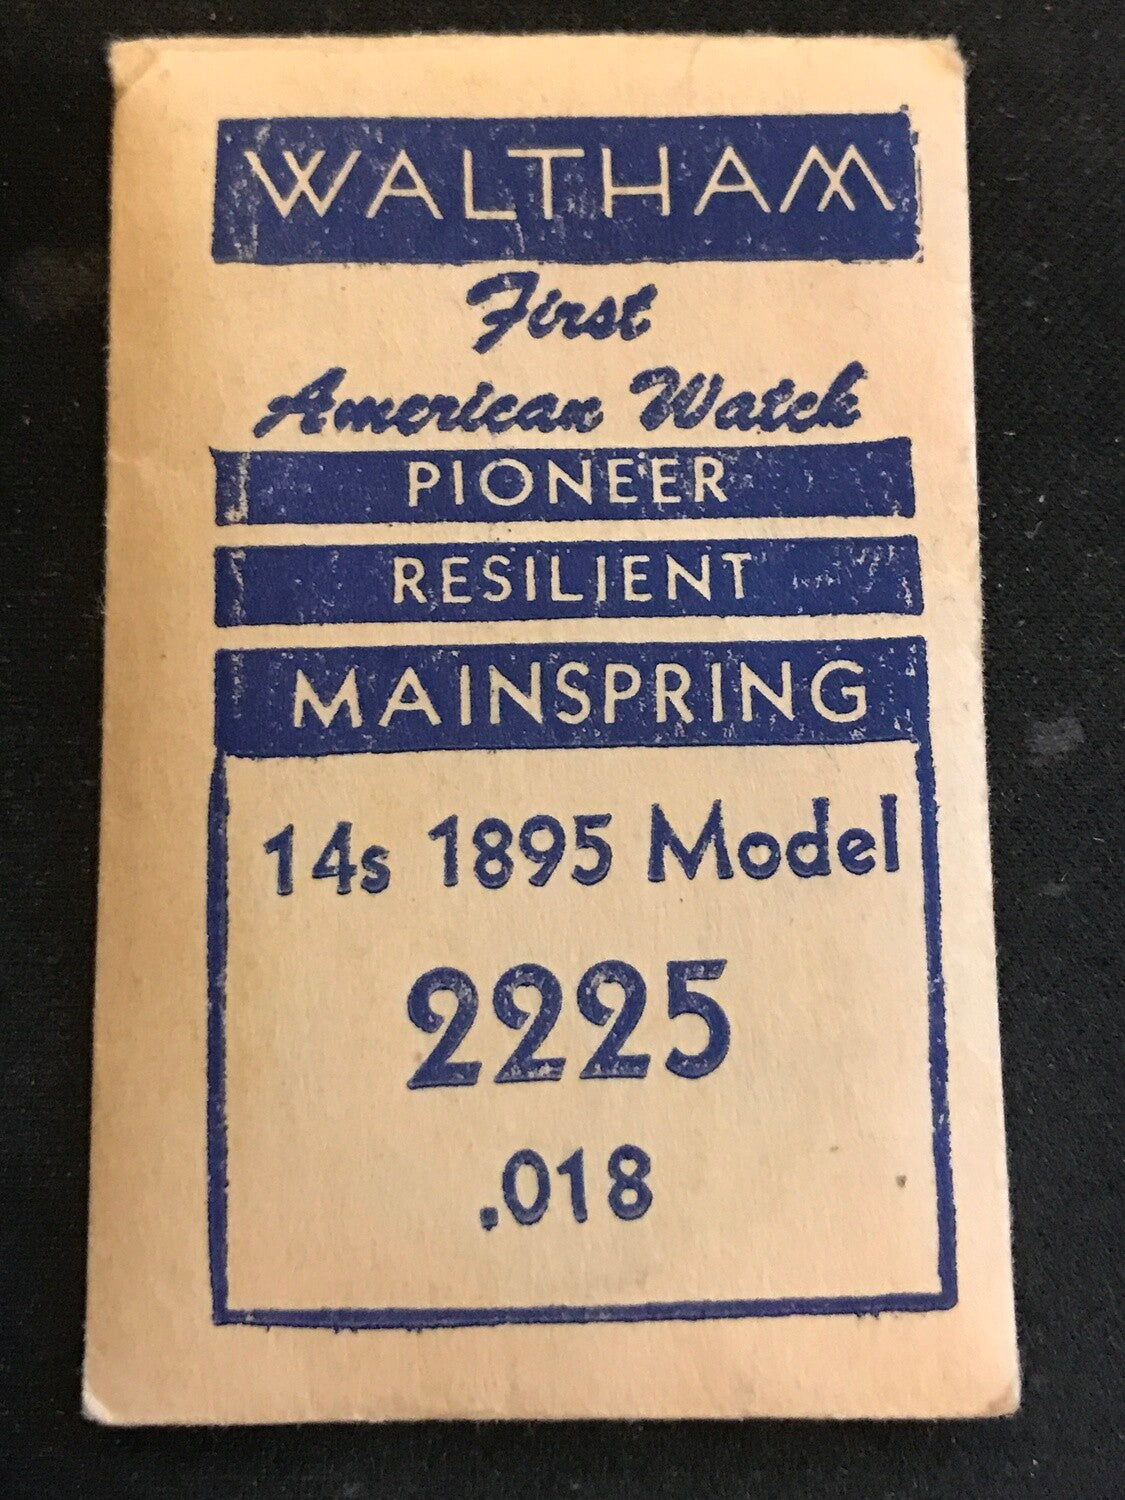 WALTHAM
First
American Watch
PIONEER
RESILIENT
MAINSPRING
14s 1895 Model
2225
.018